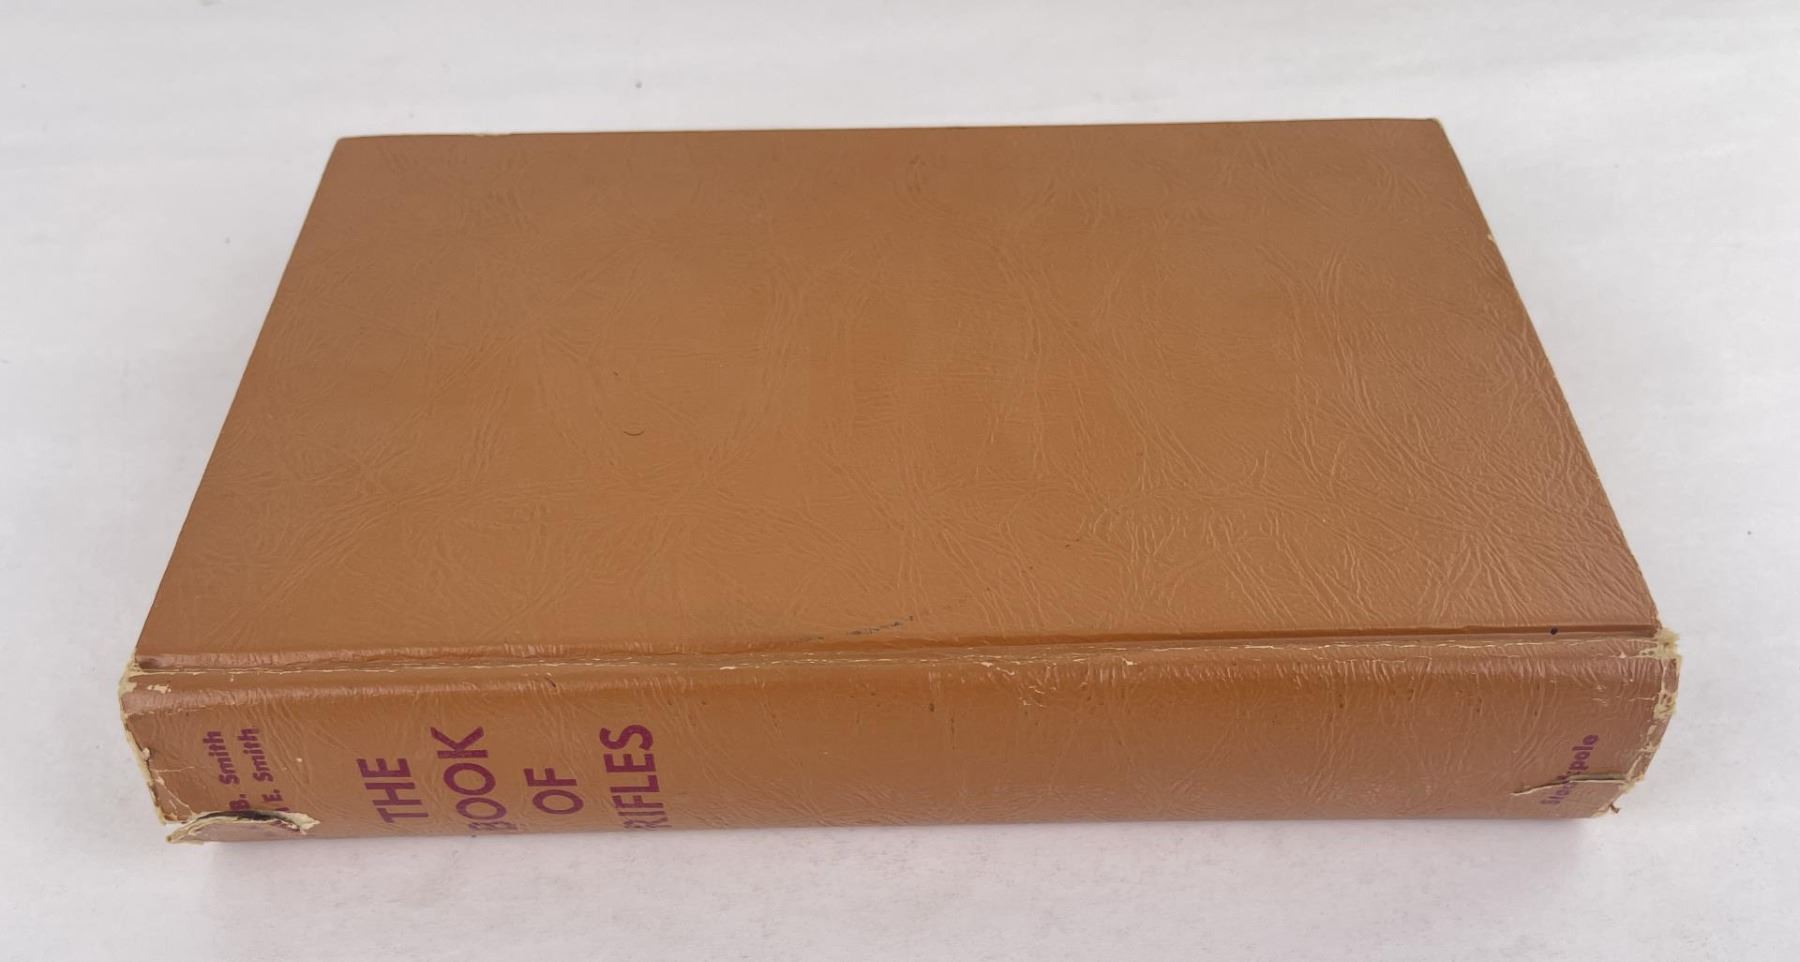 B. Smith
E. Smith
THE
BOOK
OF
RIFLES
Stackpole